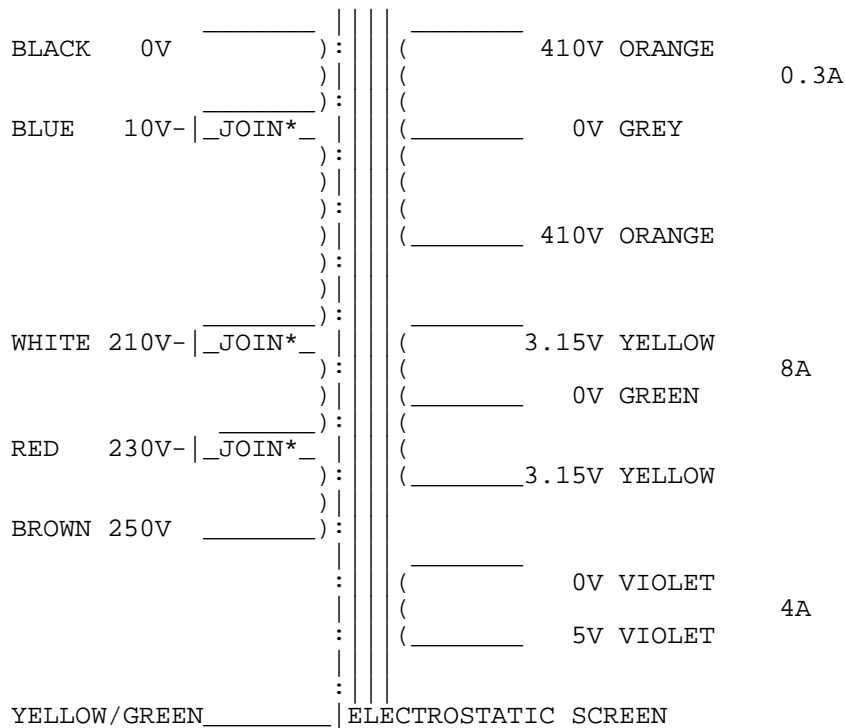 BLACK 0V 410V ORANGE
0.3A
BLUE 10V-|_JOIN*_ 0V GREY
410V ORANGE
WHITE 210V-|_JOIN*_ 3.15V YELLOW
8A
0V GREEN
RED 230V-|_JOIN*_
3.15V YELLOW
BROWN 250V
0V VIOLET
4A
5V VIOLET
YELLOW/GREEN ELECTROSTATIC SCREEN